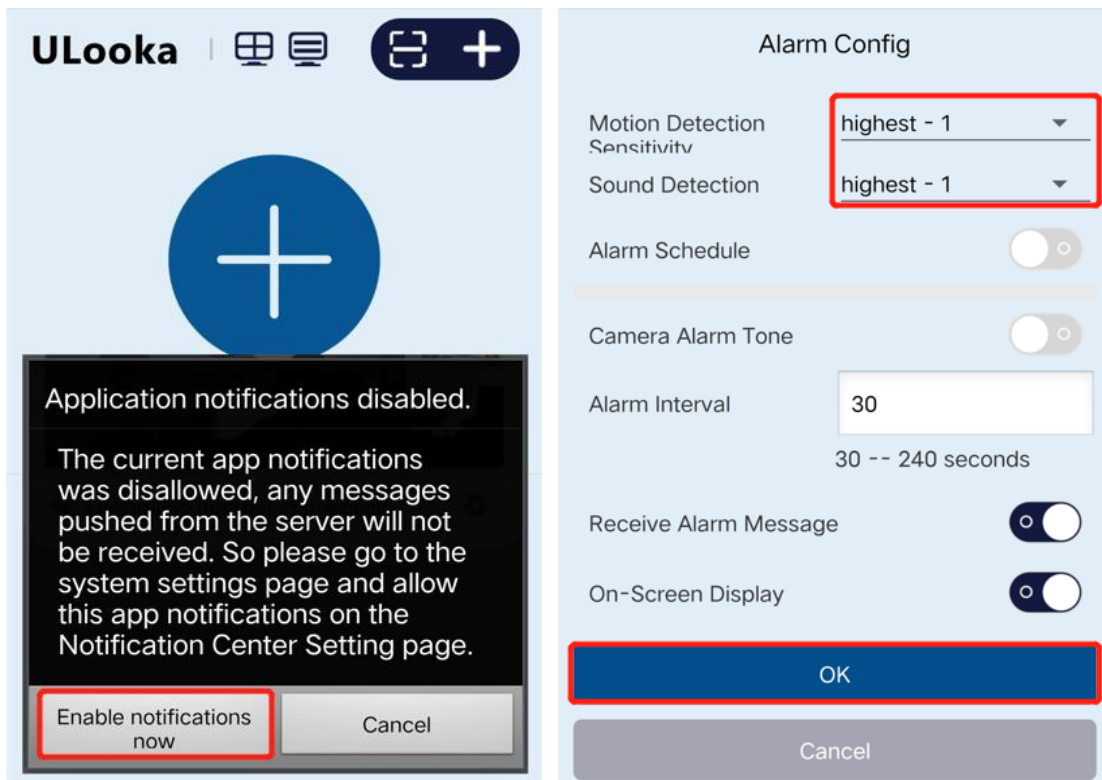 ULooka
Application notifications disabled.
The current app notifications
was disallowed, any messages
pushed from the server will not
be received. So please go to the
system settings page and allow
this app notifications on the
Notification Center Setting page.
Enable notifications
now
Cancel
Alarm Config
Motion Detection
Sensitivity
highest - 1
Sound Detection
highest - 1
Alarm Schedule
Camera Alarm Tone
Alarm Interval
30
30 -- 240 seconds
Receive Alarm Message
On-Screen Display
OK
Cancel